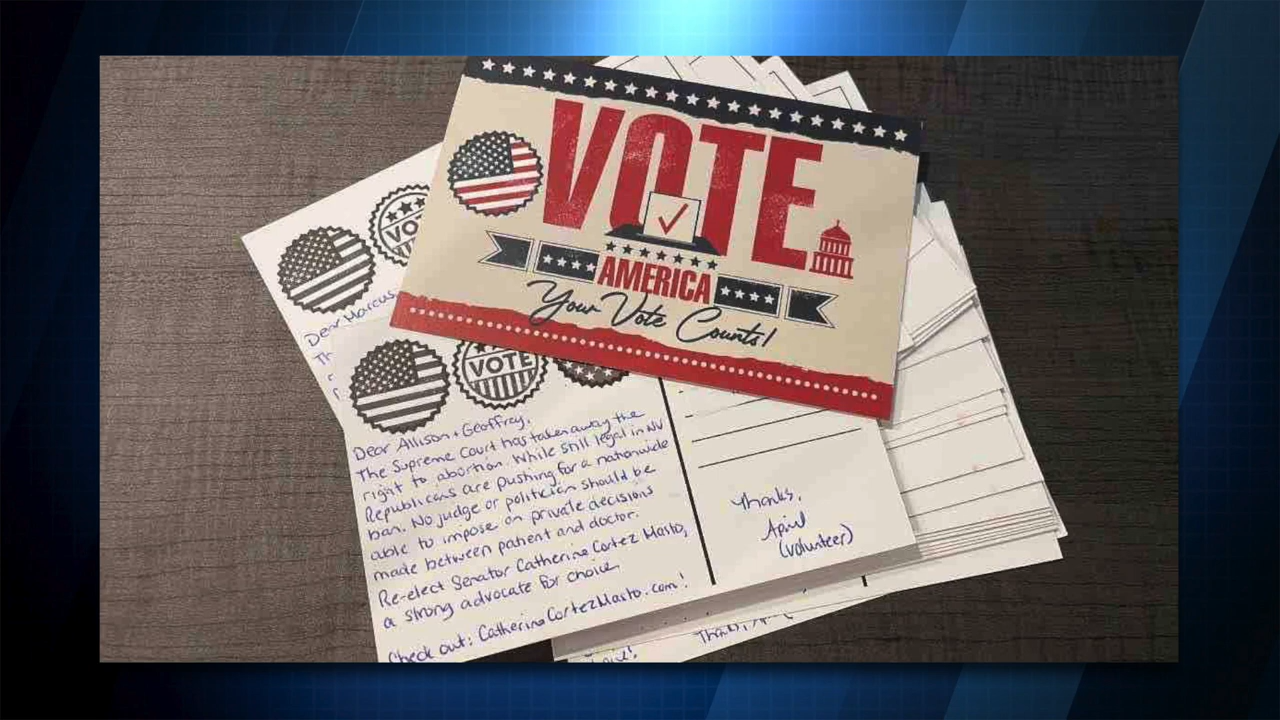 VOTE
AMERICA
Your Vote Counts!
VOTE
Dear Marcus
Th
VOTE
Dear Allison + Geoffrey,
The Supreme Court has taken away the
right to abortion. While still legal in NV
Republicans are pushing for a nationwide
ban. No judge or politician should be
able to impose on private decisions
made between patient and doctor.
Re-elect Senator Catherine Cortez Masto,
a strong advocate for choice.
Check out: CatherineCortezMasto.com!
Thanks,
April
(volunteer)
Thanks,